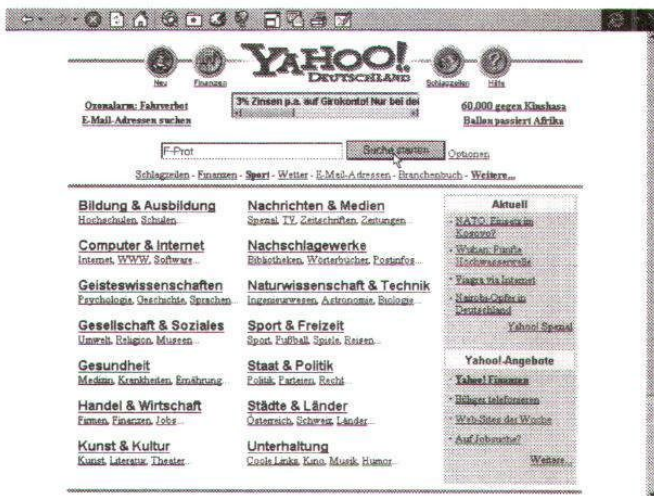 YAHOO!
DEUTSCHLAND
Neu
Finanzen
Schlagzeilen
Hilfe
Ozonalarm: Fahrverbot
E-Mail-Adressen suchen
3% Zinsen p.a. auf Girokonto! Nur bei dei
60.000 gegen Kinshasa
Ballon passiert Afrika
F-Prot
Suche starten
Optionen
Schlagzeilen - Finanzen - Sport - Wetter - E-Mail-Adressen - Branchenbuch - Weitere...
Bildung & Ausbildung
Hochschulen, Schulen...
Computer & Internet
Internet, WWW, Software...
Geisteswissenschaften
Psychologie, Geschichte, Sprachen...
Gesellschaft & Soziales
Umwelt, Religion, Museen...
Gesundheit
Medizin, Krankheiten, Ernährung...
Handel & Wirtschaft
Firmen, Finanzen, Jobs...
Kunst & Kultur
Kunst, Literatur, Theater...
Nachrichten & Medien
Spezial, TV, Zeitschriften, Zeitungen...
Nachschlagewerke
Bibliotheken, Wörterbücher, Postinfos...
Naturwissenschaft & Technik
Ingenieurwesen, Astronomie, Biologie...
Sport & Freizeit
Sport, Fußball, Spiele, Reisen...
Staat & Politik
Politik, Parteien, Recht...
Städte & Länder
Österreich, Schweiz, Länder...
Unterhaltung
Coole Links, Kino, Musik, Humor...
Aktuell
- NATO-Einsatz im
Kosovo?
- Wuhan: Fünfte
Hochwasserwelle
- Viagra via Internet
- Nairobi-Opfer in
Deutschland
Yahoo! Spezial
Yahoo!-Angebote
- Yahoo! Finanzen
- Billiger telefonieren
- Web-Sites der Woche
- Auf Jobsuche?
Weitere...